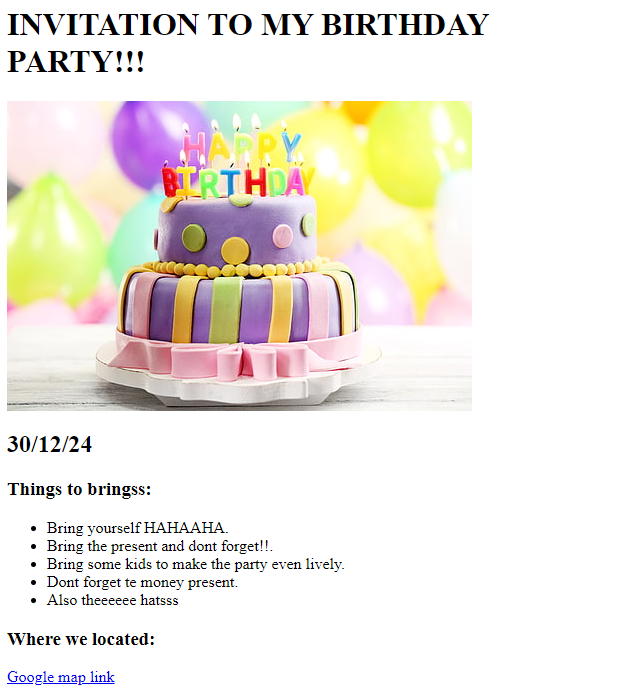 INVITATION TO MY BIRTHDAY
PARTY!!!
HAPPY
BIRTHDAY
30/12/24
Things to bringss:
Bring yourself HAHAAHA.
Bring the present and dont forget!!.
Bring some kids to make the party even lively.
Dont forget te money present.
Also theeeeee hatsss
Where we located:
Google map link